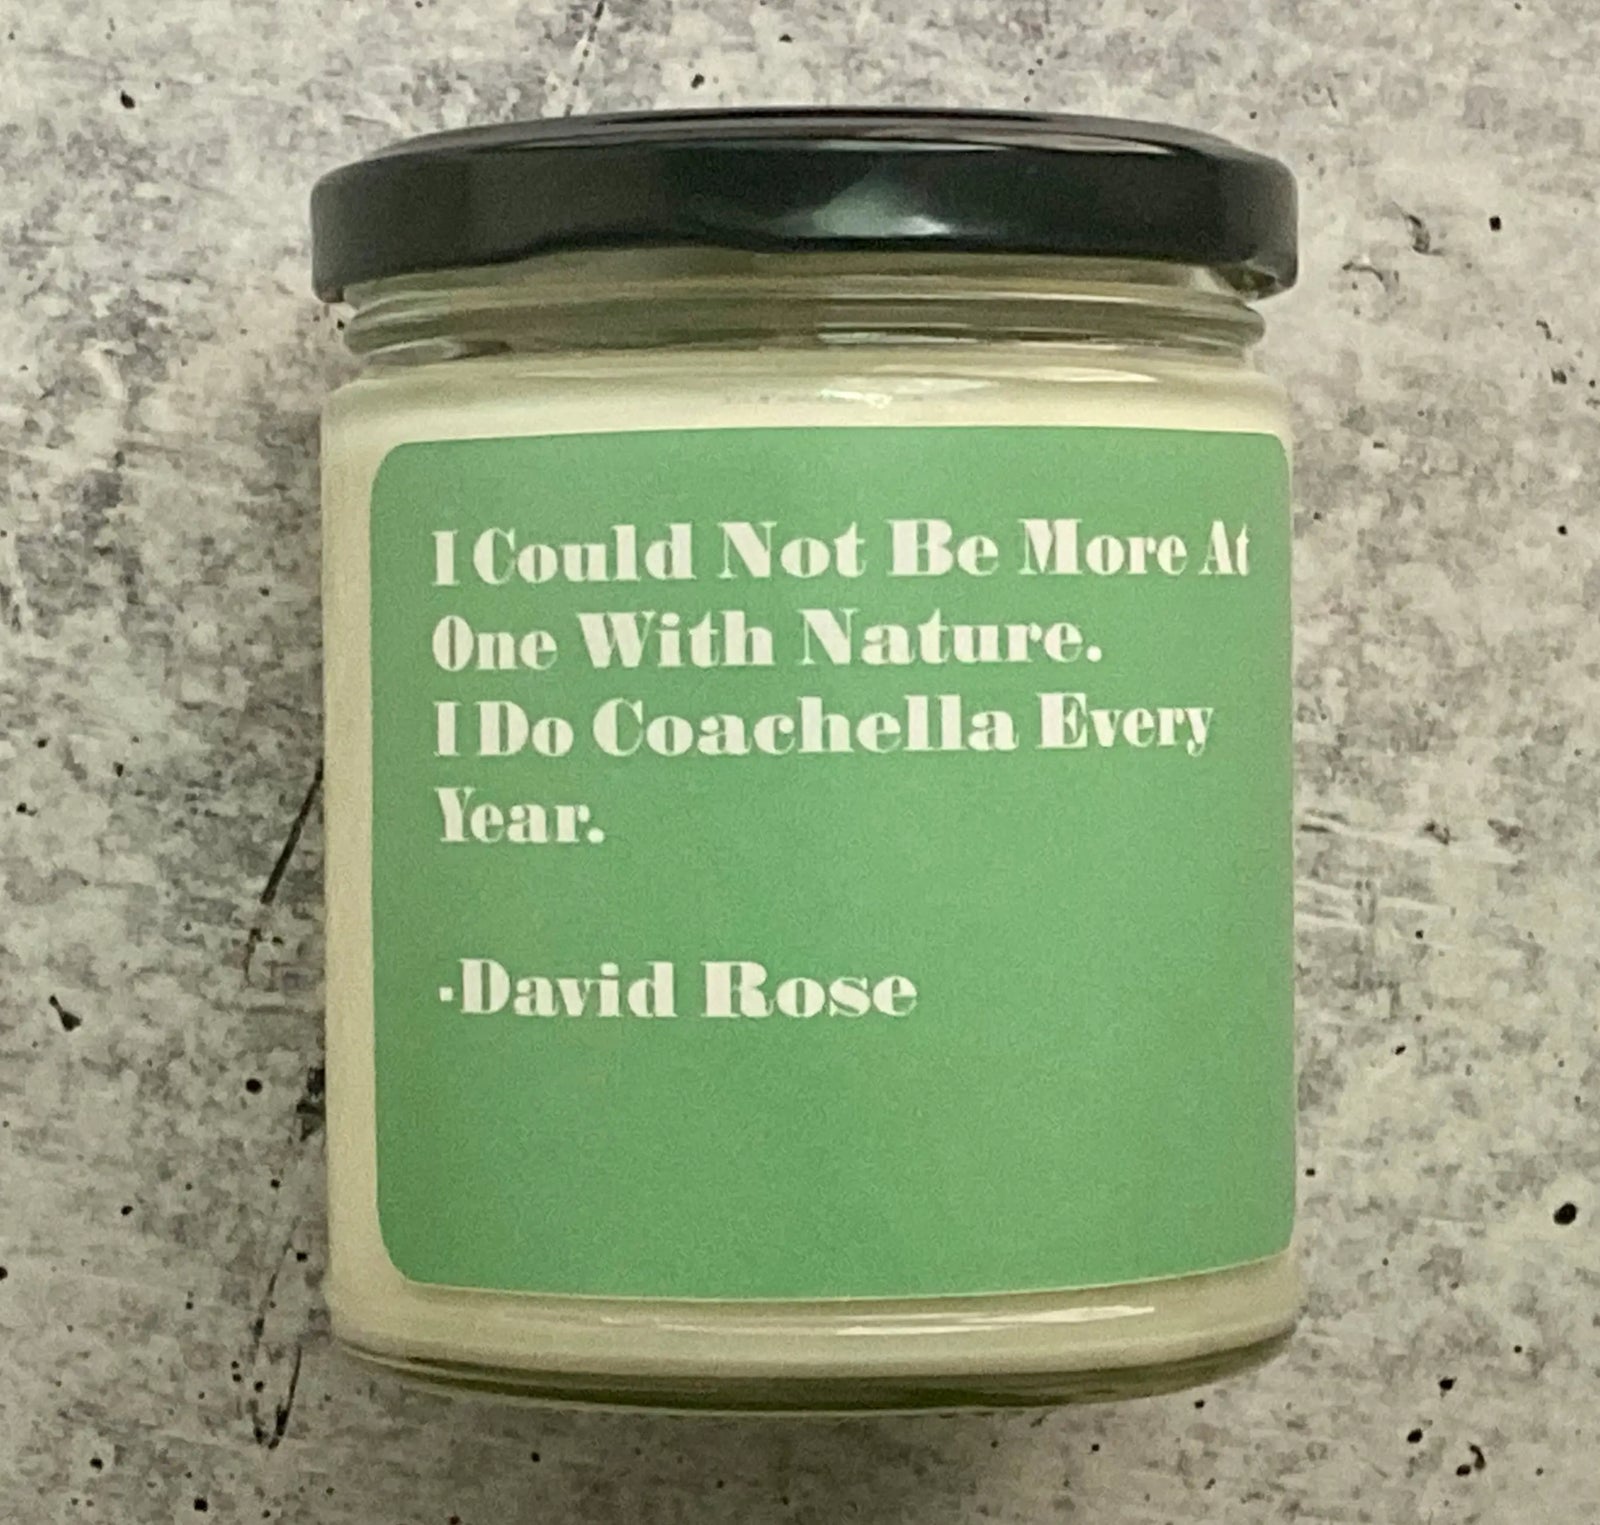 I Could Not Be More At
One With Nature.
I Do Coachella Every
Year.
-David Rose